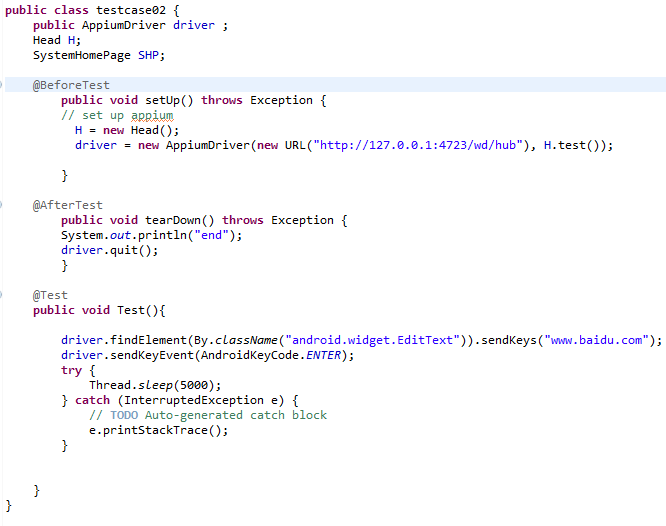 public class testcase02 {
public AppiumDriver driver ;
Head H;
SystemHomePage SHP;
@BeforeTest
public void setUp() throws Exception {
// set up appium
H = new Head();
driver = new AppiumDriver(new URL("http://127.0.0.1:4723/wd/hub"), H.test());
}
@AfterTest
public void tearDown() throws Exception {
System.out.println("end");
driver.quit();
}
@Test
public void Test(){
driver.findElement(By.className("android.widget.EditText")).sendKeys("www.baidu.com");
driver.sendKeyEvent(AndroidKeyCode.ENTER);
try {
Thread.sleep(5000);
} catch (InterruptedException e) {
// TODO Auto-generated catch block
e.printStackTrace();
}
}
}